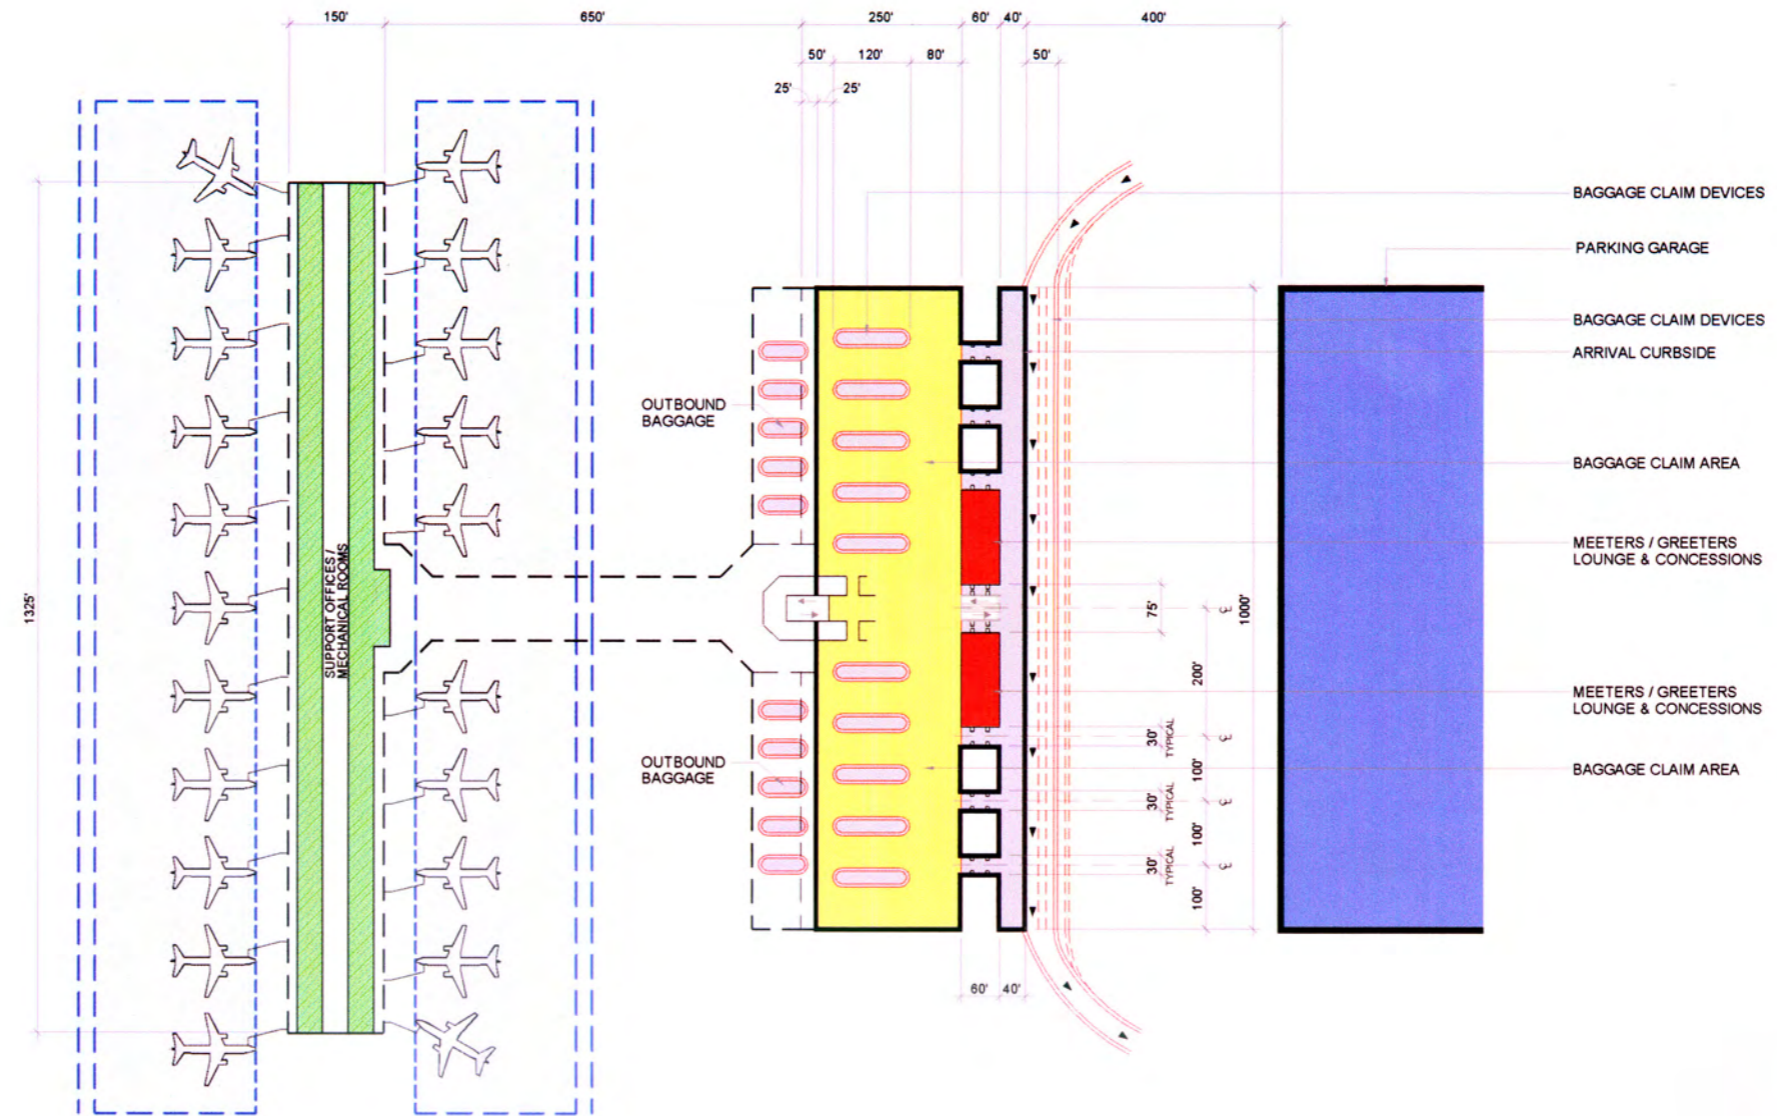 150'
650'
250'
60'
40'
400'
50'
120'
80'
50'
25'
25'
BAGGAGE CLAIM DEVICES
PARKING GARAGE
BAGGAGE CLAIM DEVICES
ARRIVAL CURBSIDE
OUTBOUND
BAGGAGE
BAGGAGE CLAIM AREA
MEETERS / GREETERS
LOUNGE & CONCESSIONS
1325'
SUPPORT OFFICES /
MECHANICAL ROOMS
75'
1000'
200'
MEETERS / GREETERS
LOUNGE & CONCESSIONS
OUTBOUND
BAGGAGE
BAGGAGE CLAIM AREA
30'
TYPICAL
100'
30'
TYPICAL
100'
30'
TYPICAL
100'
60'
40'